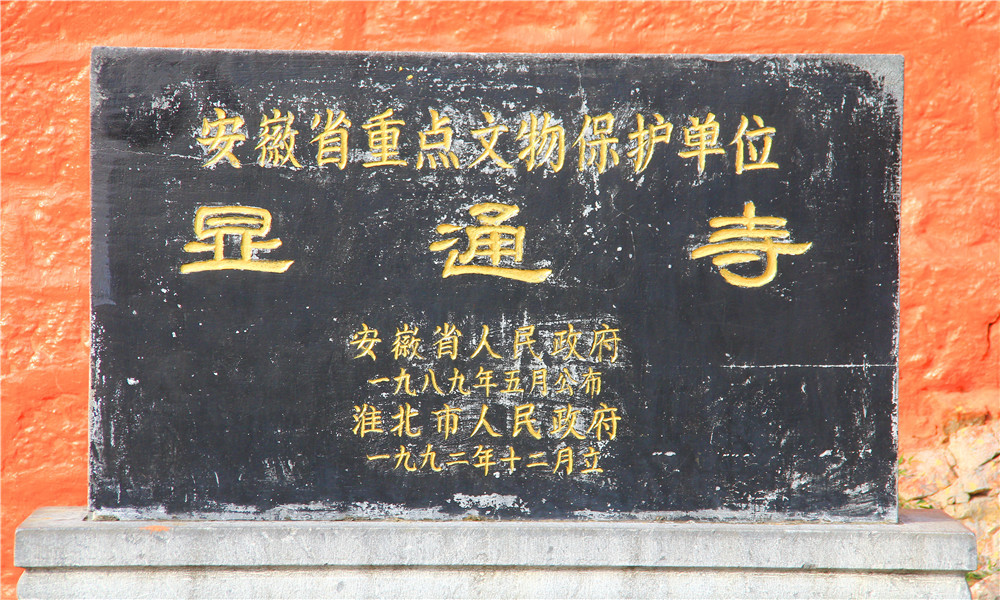 安徽省重点文物保护单位
显通寺
安徽省人民政府
一九八九年五月公布
淮北市人民政府
一九九二年十二月立